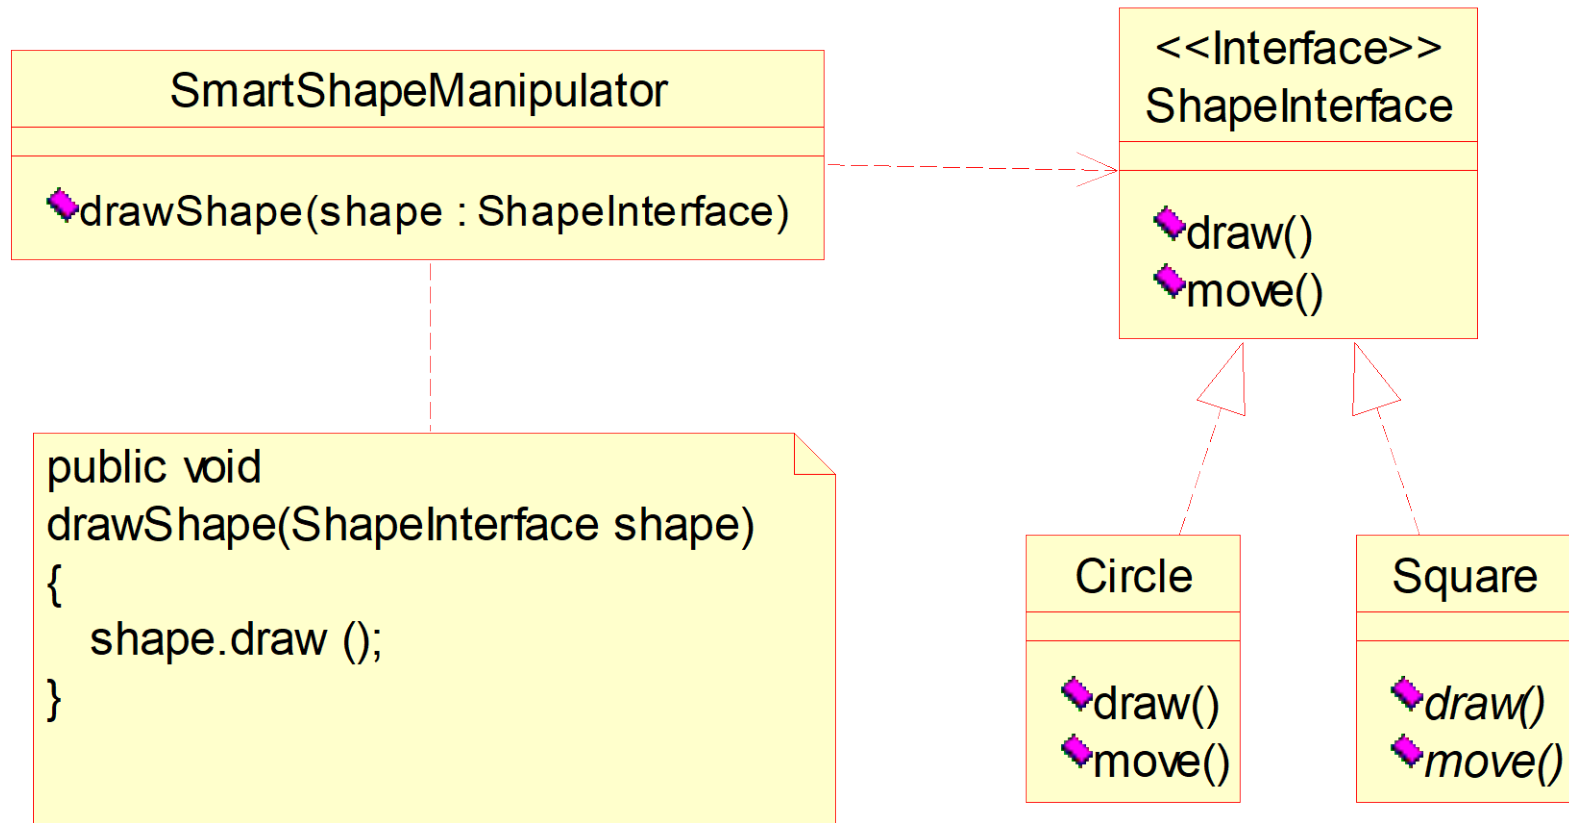 SmartShapeManipulator
drawShape(shape : ShapeInterface)
<<Interface>>
ShapeInterface
draw()
move()
public void
drawShape(ShapeInterface shape)
{
shape.draw ();
}
Circle
draw()
move()
Square
draw()
move()